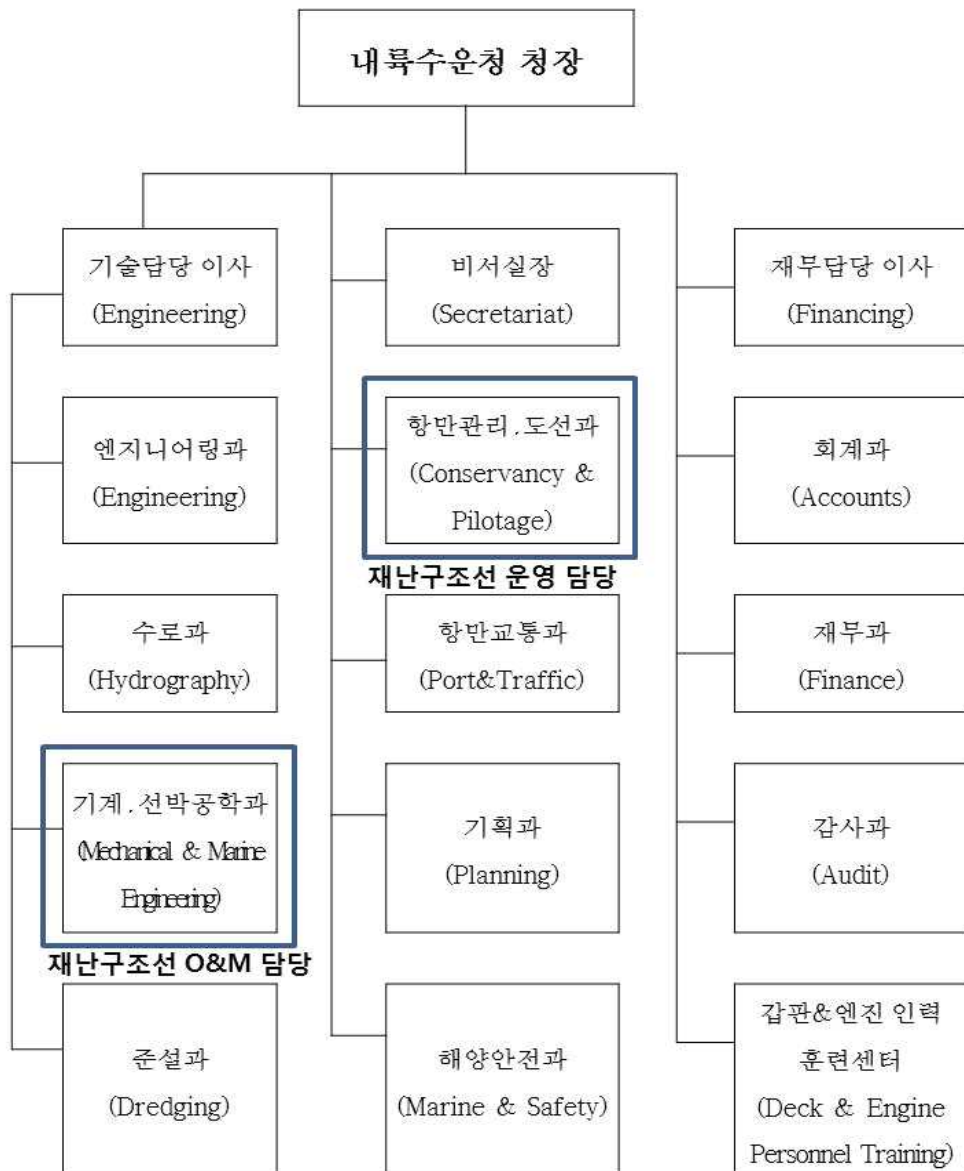 내륙수운청 청장
기술담당 이사
(Engineering)
비서실장
(Secretariat)
재무담당 이사
(Financing)
엔지니어링과
(Engineering)
항만관리.도선과
(Conservancy &
Pilotage)
회계과
(Accounts)
재난구조선 운영 담당
수로과
(Hydrography)
항만교통과
(Port&Traffic)
재무과
(Finance)
기계.선박공학과
(Mechanical & Marine
Engineering)
기획과
(Planning)
감사과
(Audit)
재난구조선 O&M 담당
준설과
(Dredging)
해양안전과
(Marine & Safety)
갑판&엔진 인력
훈련센터
(Deck & Engine
Personnel Training)